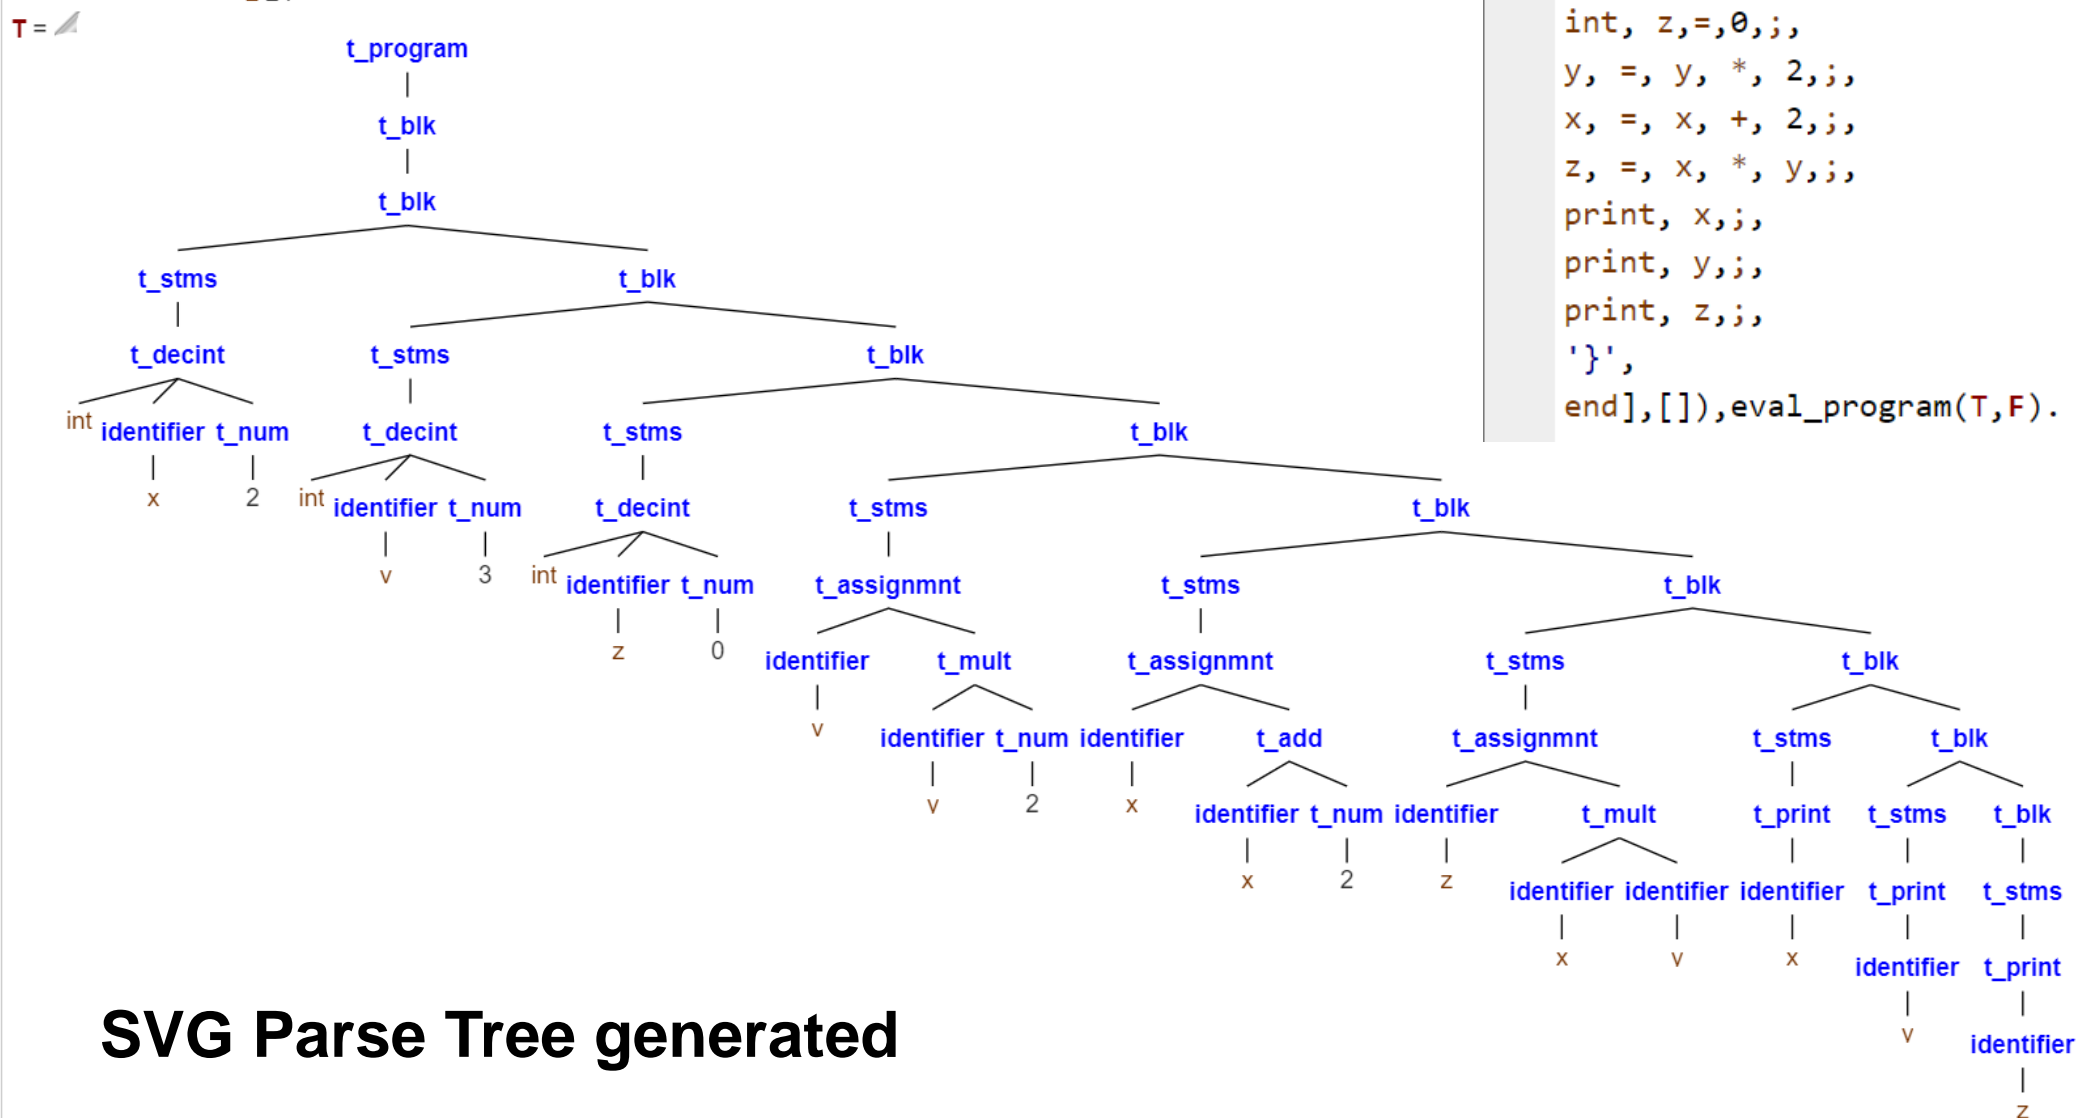 T =
int, z,=,0,;,
y, =, y, *, 2,;,
x, =, x, +, 2,;,
z, =, x, *, y,;,
print, x,;,
print, y,;,
print, z,;,
'}',
end],[]),eval_program(T,F).
t_program
t_blk
t_blk
t_stms t_blk
t_decint t_stms t_blk
int identifier t_num t_decint t_stms t_blk
x 2 int identifier t_num t_decint t_stms t_blk
v 3 int identifier t_num t_assignmnt t_stms t_blk
z 0 identifier t_mult t_assignmnt t_stms t_blk
v identifier t_num identifier t_add t_assignmnt t_stms t_blk
v 2 x identifier t_num identifier t_mult t_print t_stms t_blk
x 2 z identifier identifier identifier t_print t_stms
x v x identifier t_print
v identifier
z
SVG Parse Tree generated